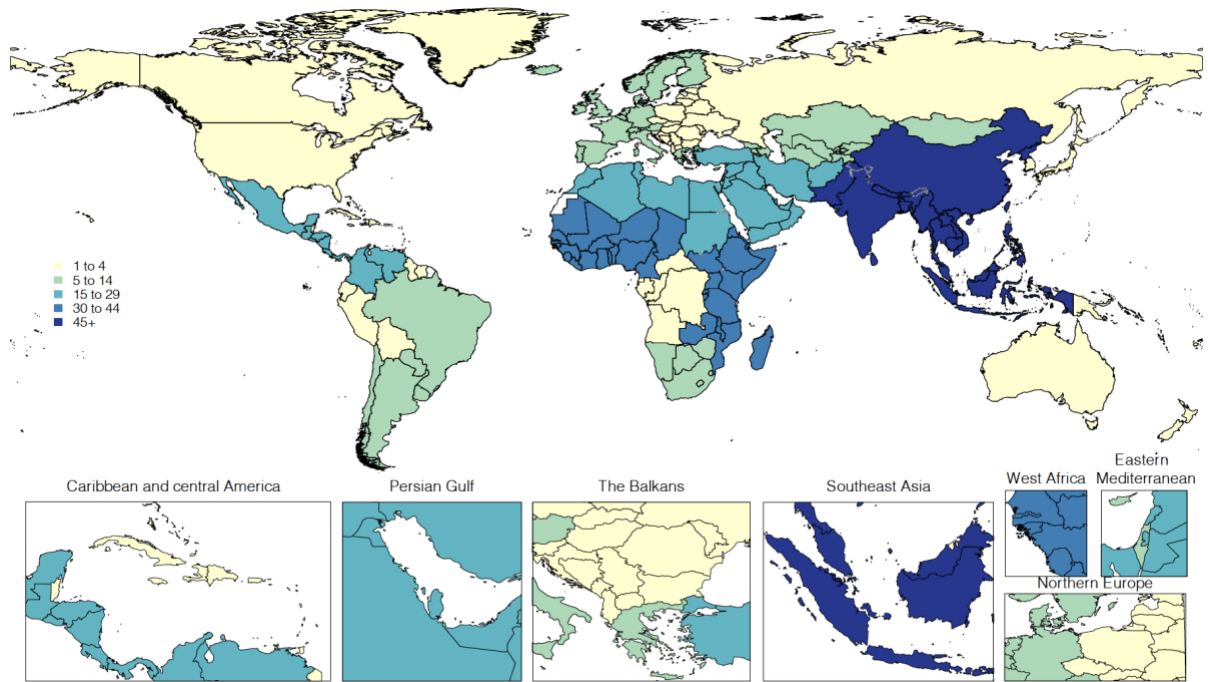 1 to 4
5 to 14
15 to 29
30 to 44
45+
Caribbean and central America
Persian Gulf
The Balkans
Southeast Asia
West Africa
Eastern
Mediterranean
Northern Europe